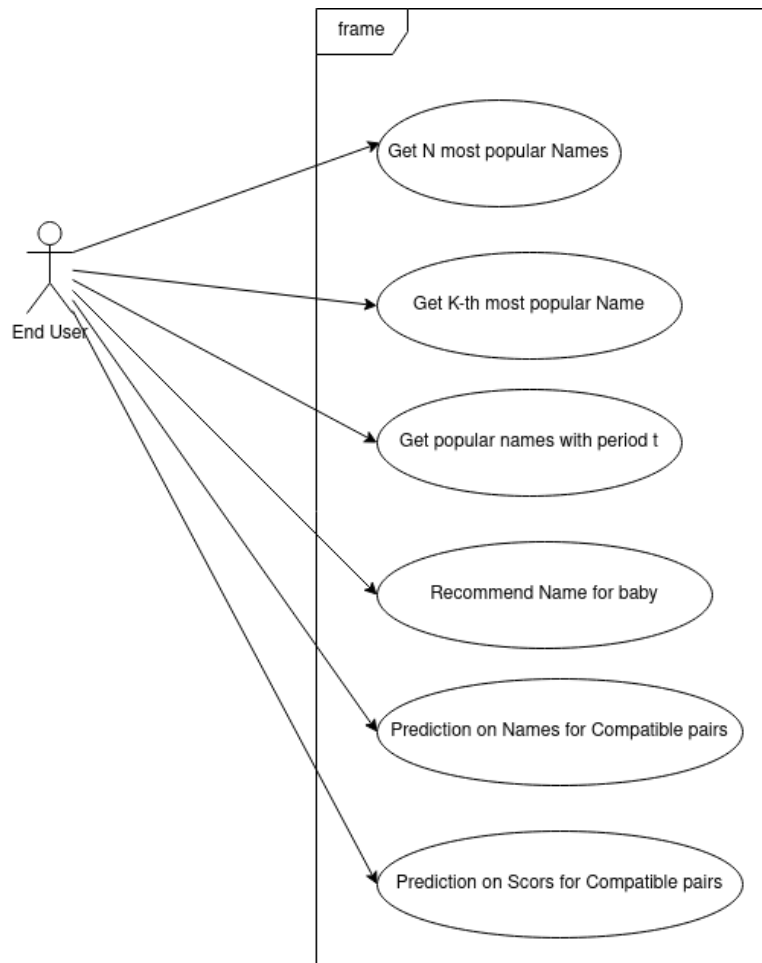 frame
Get N most popular Names
Get K-th most popular Name
End User
Get popular names with period t
Recommend Name for baby
Prediction on Names for Compatible pairs
Prediction on Scors for Compatible pairs